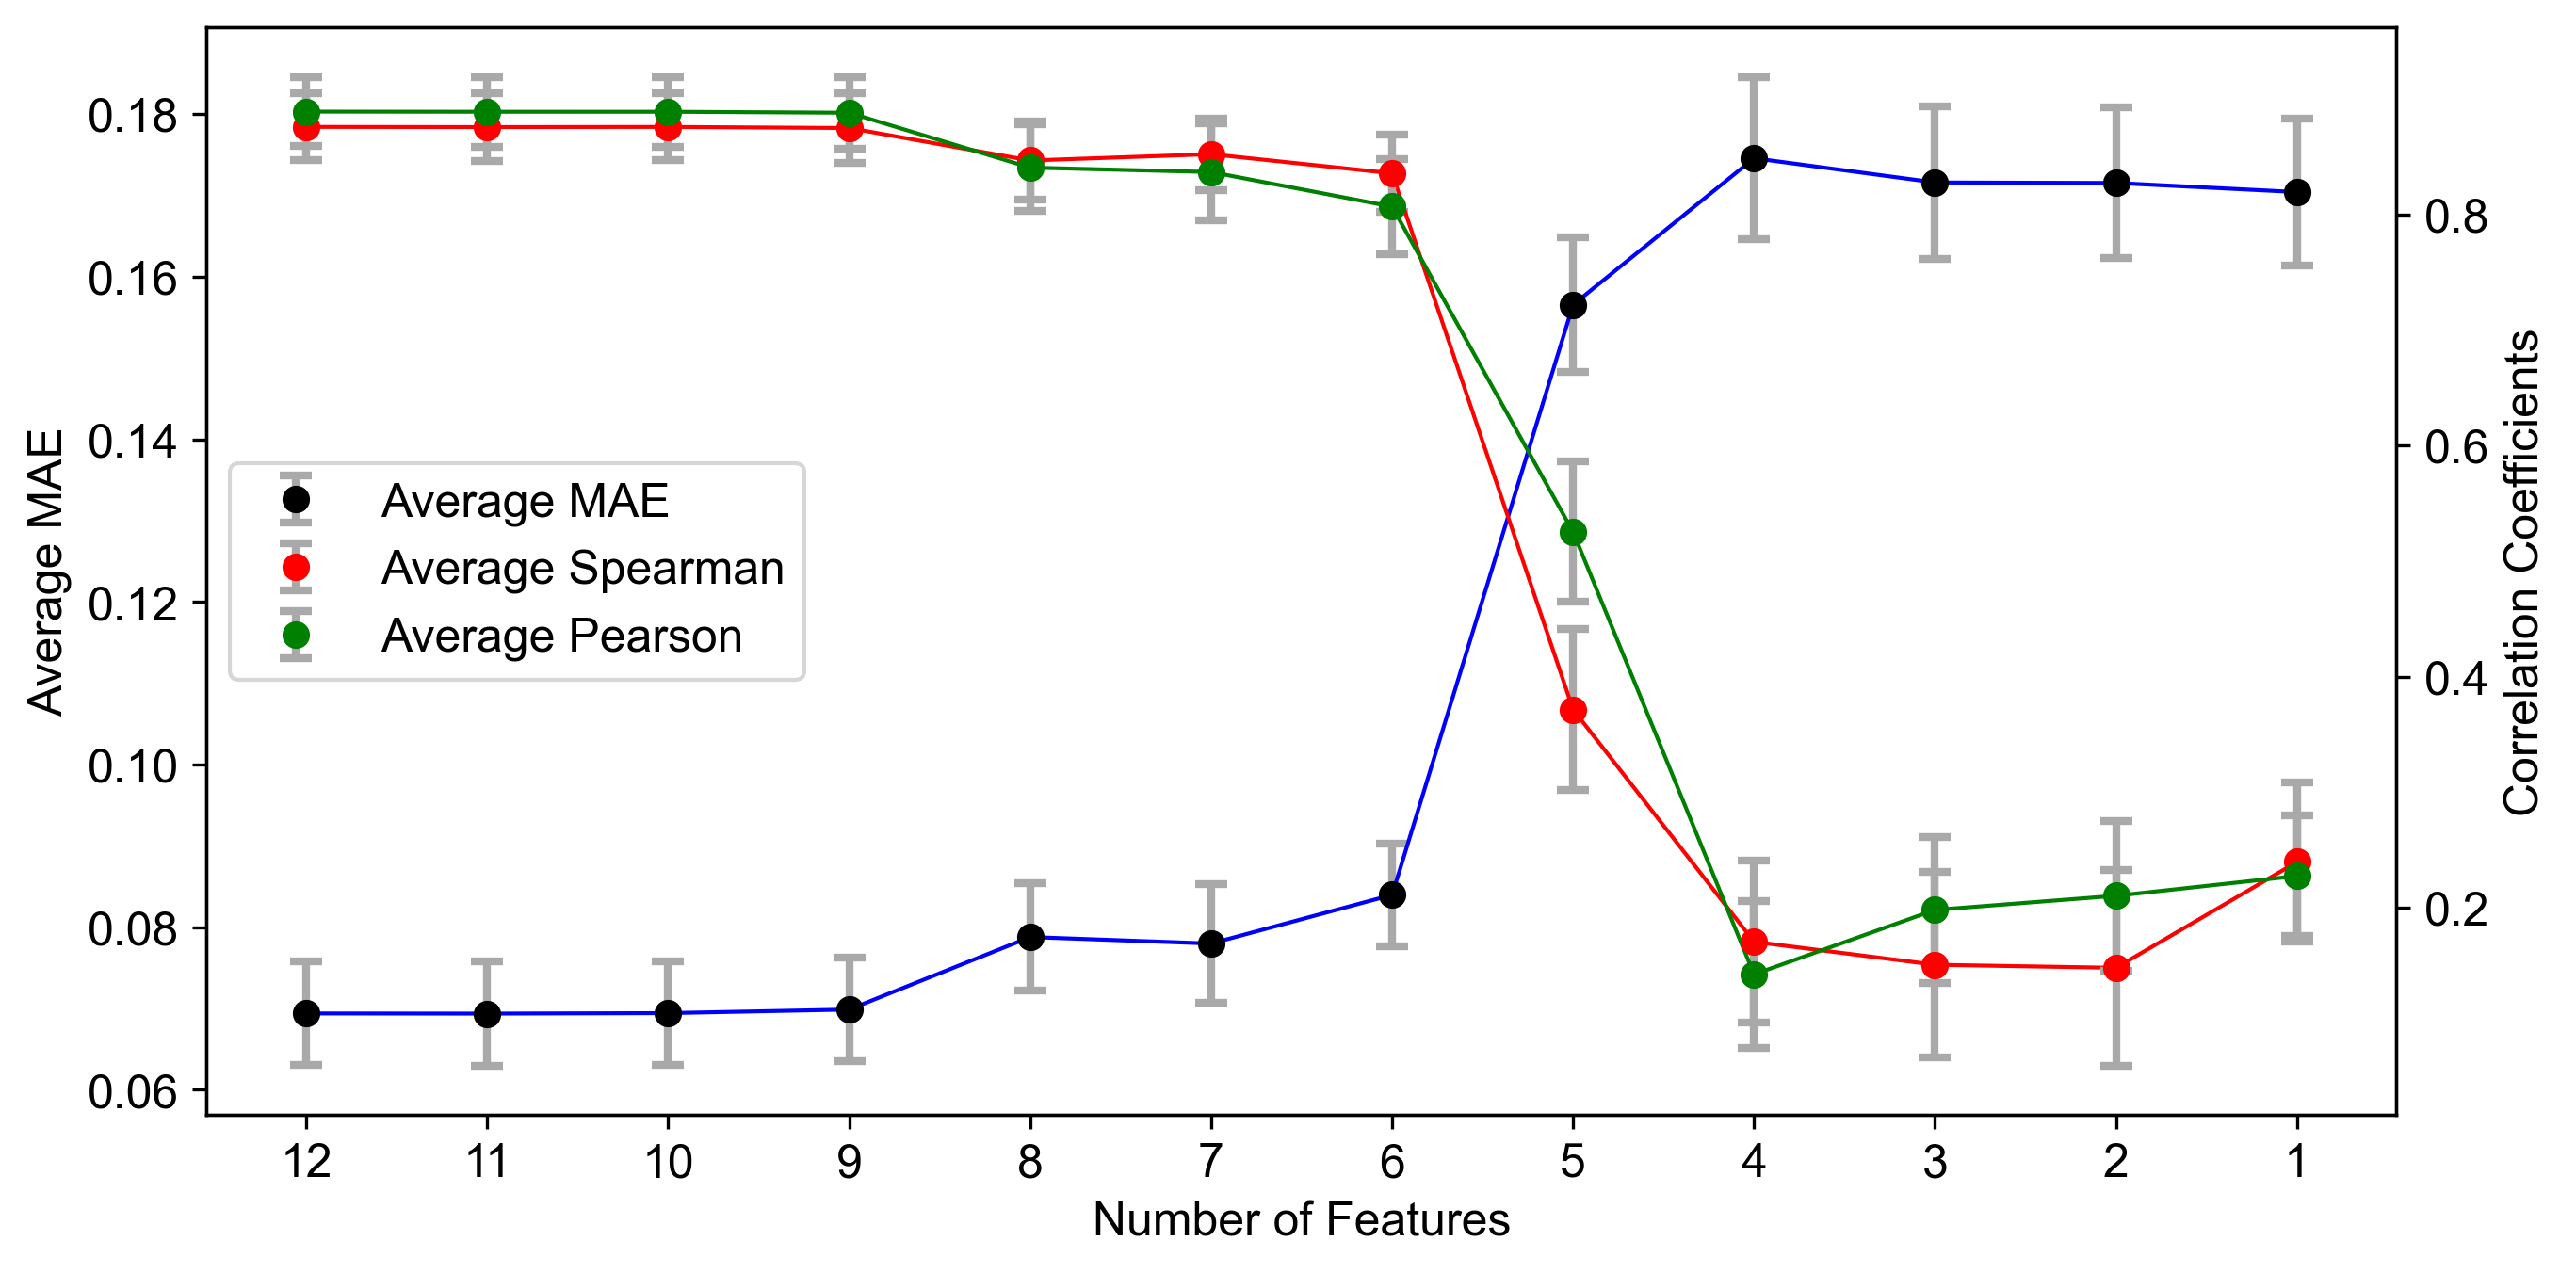 0.18
0.16
0.14
0.12
0.10
0.08
0.06
Average MAE
Average MAE
Average Spearman
Average Pearson
0.8
0.6
0.4
0.2
Correlation Coefficients
12 11 10 9 8 7 6 5 4 3 2 1
Number of Features